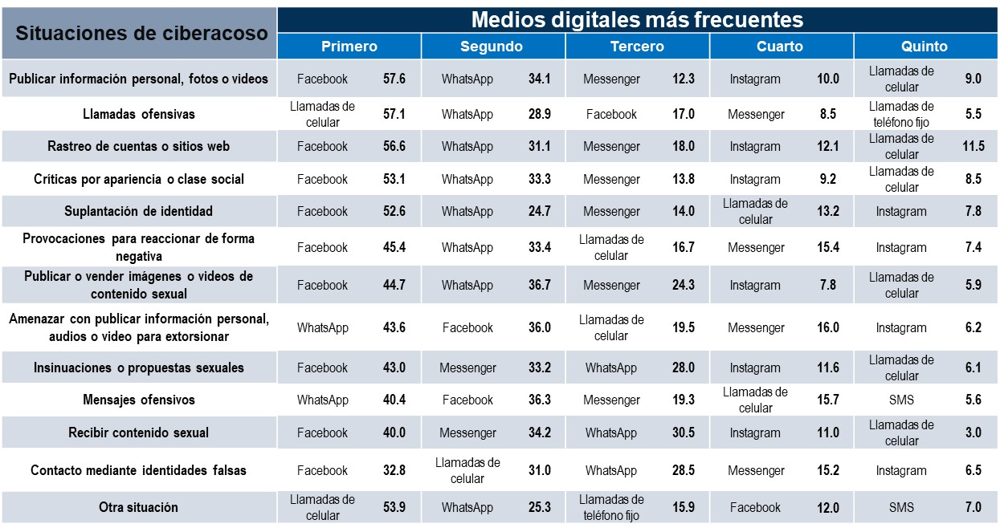 Situaciones de ciberacoso
Medios digitales más frecuentes
Primero Segundo Tercero Cuarto Quinto
Publicar información personal, fotos o videos Facebook 57.6 WhatsApp 34.1 Messenger 12.3 Instagram 10.0 Llamadas de celular 9.0
Llamadas ofensivas Llamadas de celular 57.1 WhatsApp 28.9 Facebook 17.0 Messenger 8.5 Llamadas de teléfono fijo 5.5
Rastreo de cuentas o sitios web Facebook 56.6 WhatsApp 31.1 Messenger 18.0 Instagram 12.1 Llamadas de celular 11.5
Críticas por apariencia o clase social Facebook 53.1 WhatsApp 33.3 Messenger 13.8 Instagram 9.2 Llamadas de celular 8.5
Suplantación de identidad Facebook 52.6 WhatsApp 24.7 Messenger 14.0 Llamadas de celular 13.2 Instagram 7.8
Provocaciones para reaccionar de forma negativa Facebook 45.4 WhatsApp 33.4 Llamadas de celular 16.7 Messenger 15.4 Instagram 7.4
Publicar o vender imágenes o videos de contenido sexual Facebook 44.7 WhatsApp 36.7 Messenger 24.3 Instagram 7.8 Llamadas de celular 5.9
Amenazar con publicar información personal, audios o video para extorsionar WhatsApp 43.6 Facebook 36.0 Llamadas de celular 19.5 Messenger 16.0 Instagram 6.2
Insinuaciones o propuestas sexuales Facebook 43.0 Messenger 33.2 WhatsApp 28.0 Instagram 11.6 Llamadas de celular 6.1
Mensajes ofensivos WhatsApp 40.4 Facebook 36.3 Messenger 19.3 Llamadas de celular 15.7 SMS 5.6
Recibir contenido sexual Facebook 40.0 Messenger 34.2 WhatsApp 30.5 Instagram 11.0 Llamadas de celular 3.0
Contacto mediante identidades falsas Facebook 32.8 Llamadas de celular 31.0 WhatsApp 28.5 Messenger 15.2 Instagram 6.5
Otra situación Llamadas de celular 53.9 WhatsApp 25.3 Llamadas de teléfono fijo 15.9 Facebook 12.0 SMS 7.0